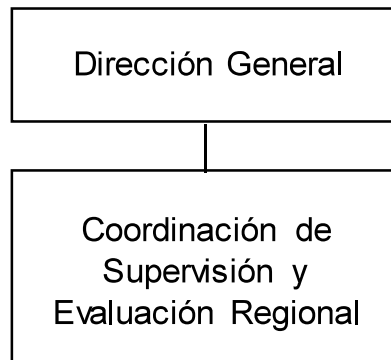 Dirección General
Coordinación de
Supervisión y
Evaluación Regional